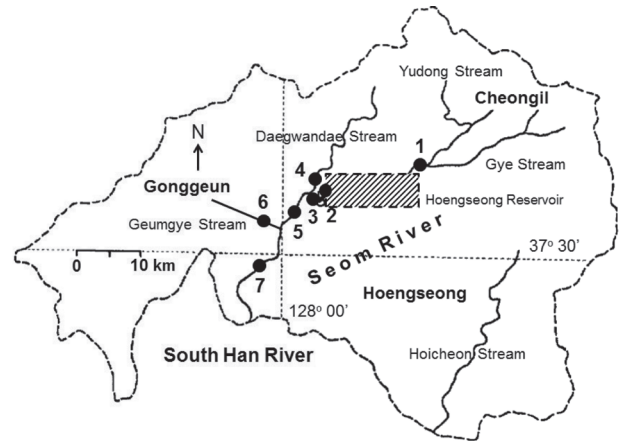 Yudong Stream
Cheongil
N
Daegwandae Stream
1
Gye Stream
4
Gonggeun
6
Hoengseong Reservoir
3
2
Geumgye Stream
5
Seom River
37° 30'
0 10 km
7
Hoengseong
128° 00'
South Han River
Hoicheon Stream